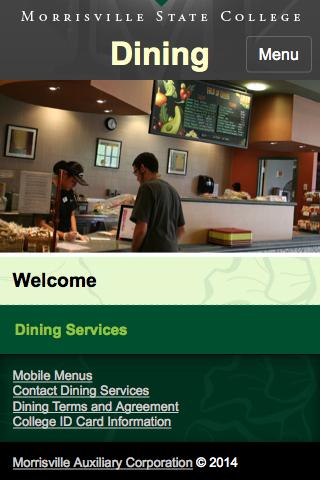 Morrisville State College
Dining
Menu
Welcome
Dining Services
Mobile Menus
Contact Dining Services
Dining Terms and Agreement
College ID Card Information
Morrisville Auxiliary Corporation © 2014